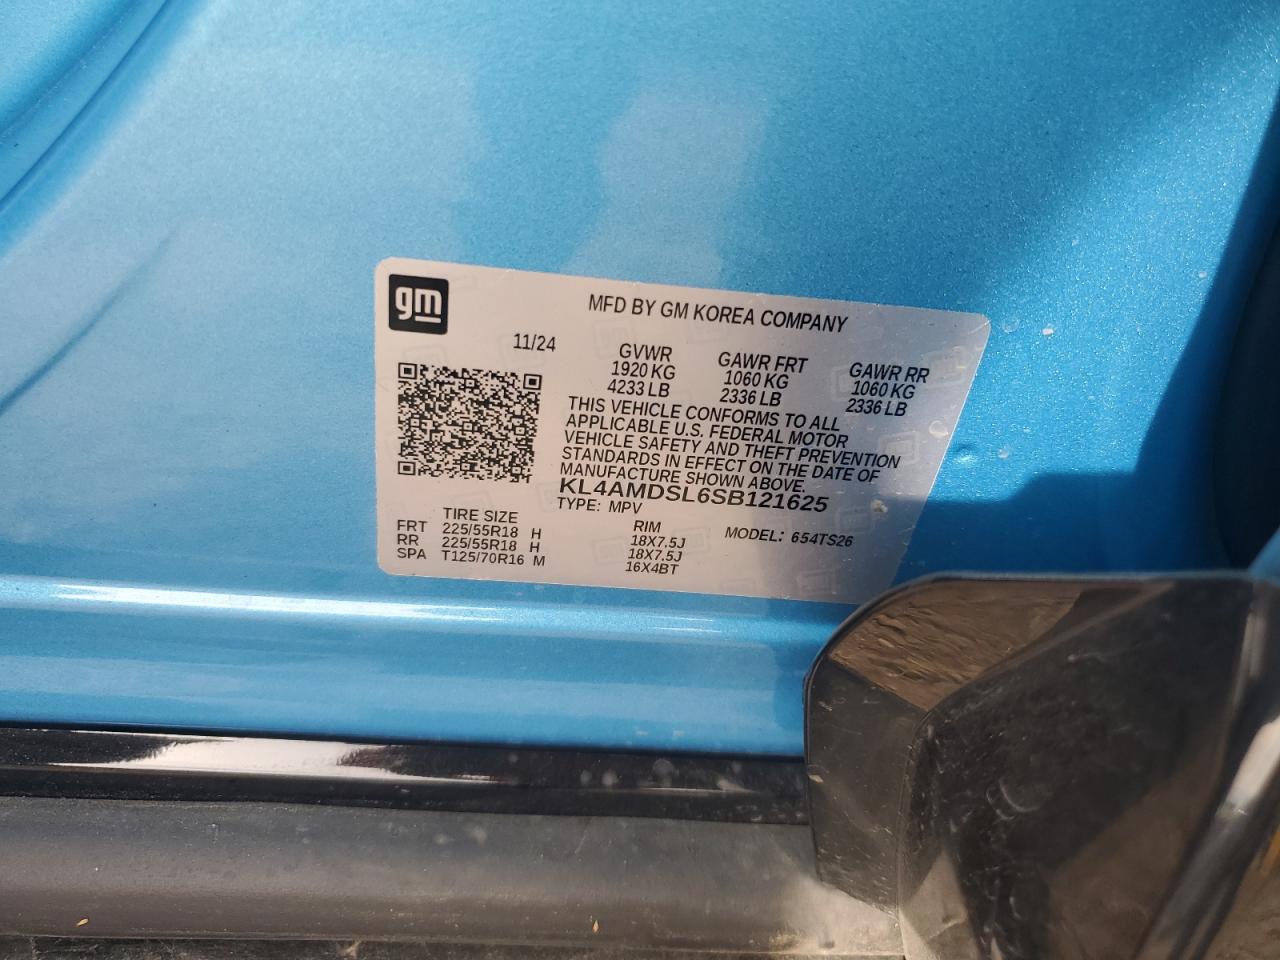 gm
MFD BY GM KOREA COMPANY
11/24
GVWR GAWR FRT GAWR RR
1920 KG 1060 KG 1060 KG
4233 LB 2336 LB 2336 LB
THIS VEHICLE CONFORMS TO ALL
APPLICABLE U.S. FEDERAL MOTOR
VEHICLE SAFETY AND THEFT PREVENTION
STANDARDS IN EFFECT ON THE DATE OF
MANUFACTURE SHOWN ABOVE.
KL4AMDSL6SB121625
TYPE: MPV
TIRE SIZE RIM MODEL: 654TS26
FRT 225/55R18 H 18X7.5J
RR 225/55R18 H 18X7.5J
SPA T125/70R16 M 16X4BT